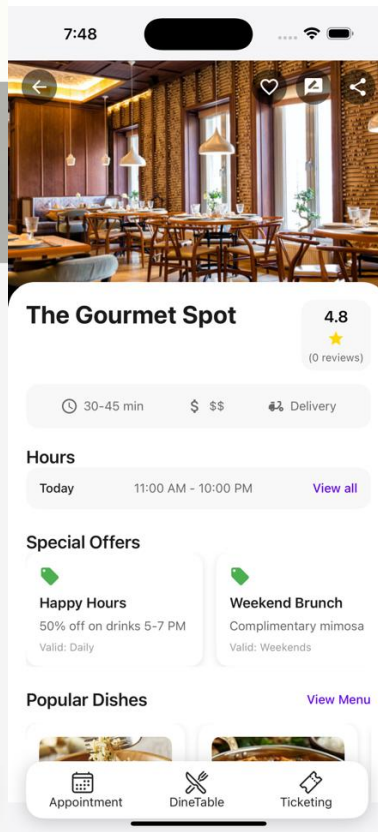 7:48
The Gourmet Spot
4.8
(0 reviews)
30-45 min
$ $$
Delivery
Hours
Today 11:00 AM - 10:00 PM View all
Special Offers
Happy Hours
50% off on drinks 5-7 PM
Valid: Daily
Weekend Brunch
Complimentary mimosa
Valid: Weekends
Popular Dishes View Menu
Appointment DineTable Ticketing